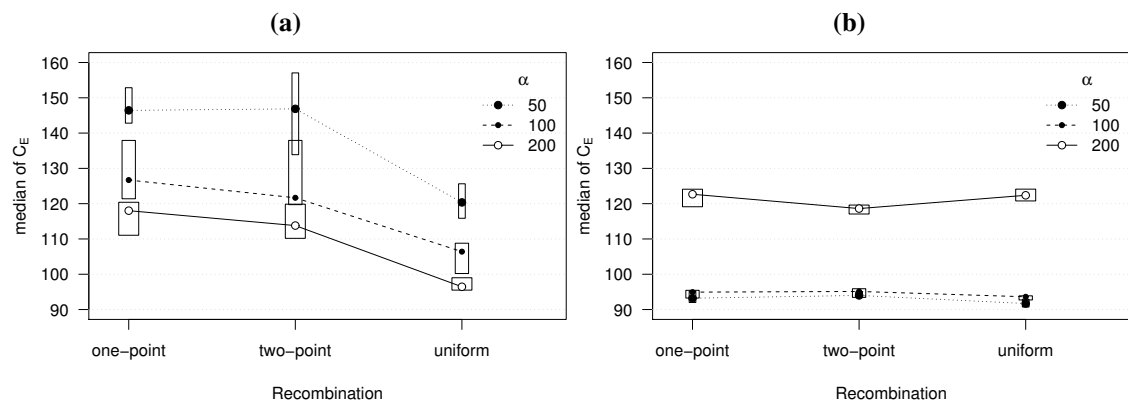 (a)
median of CE
160
150
140
130
120
110
100
90
α
50
100
200
one−point
two−point
uniform
Recombination
(b)
median of CE
160
150
140
130
120
110
100
90
α
50
100
200
one−point
two−point
uniform
Recombination